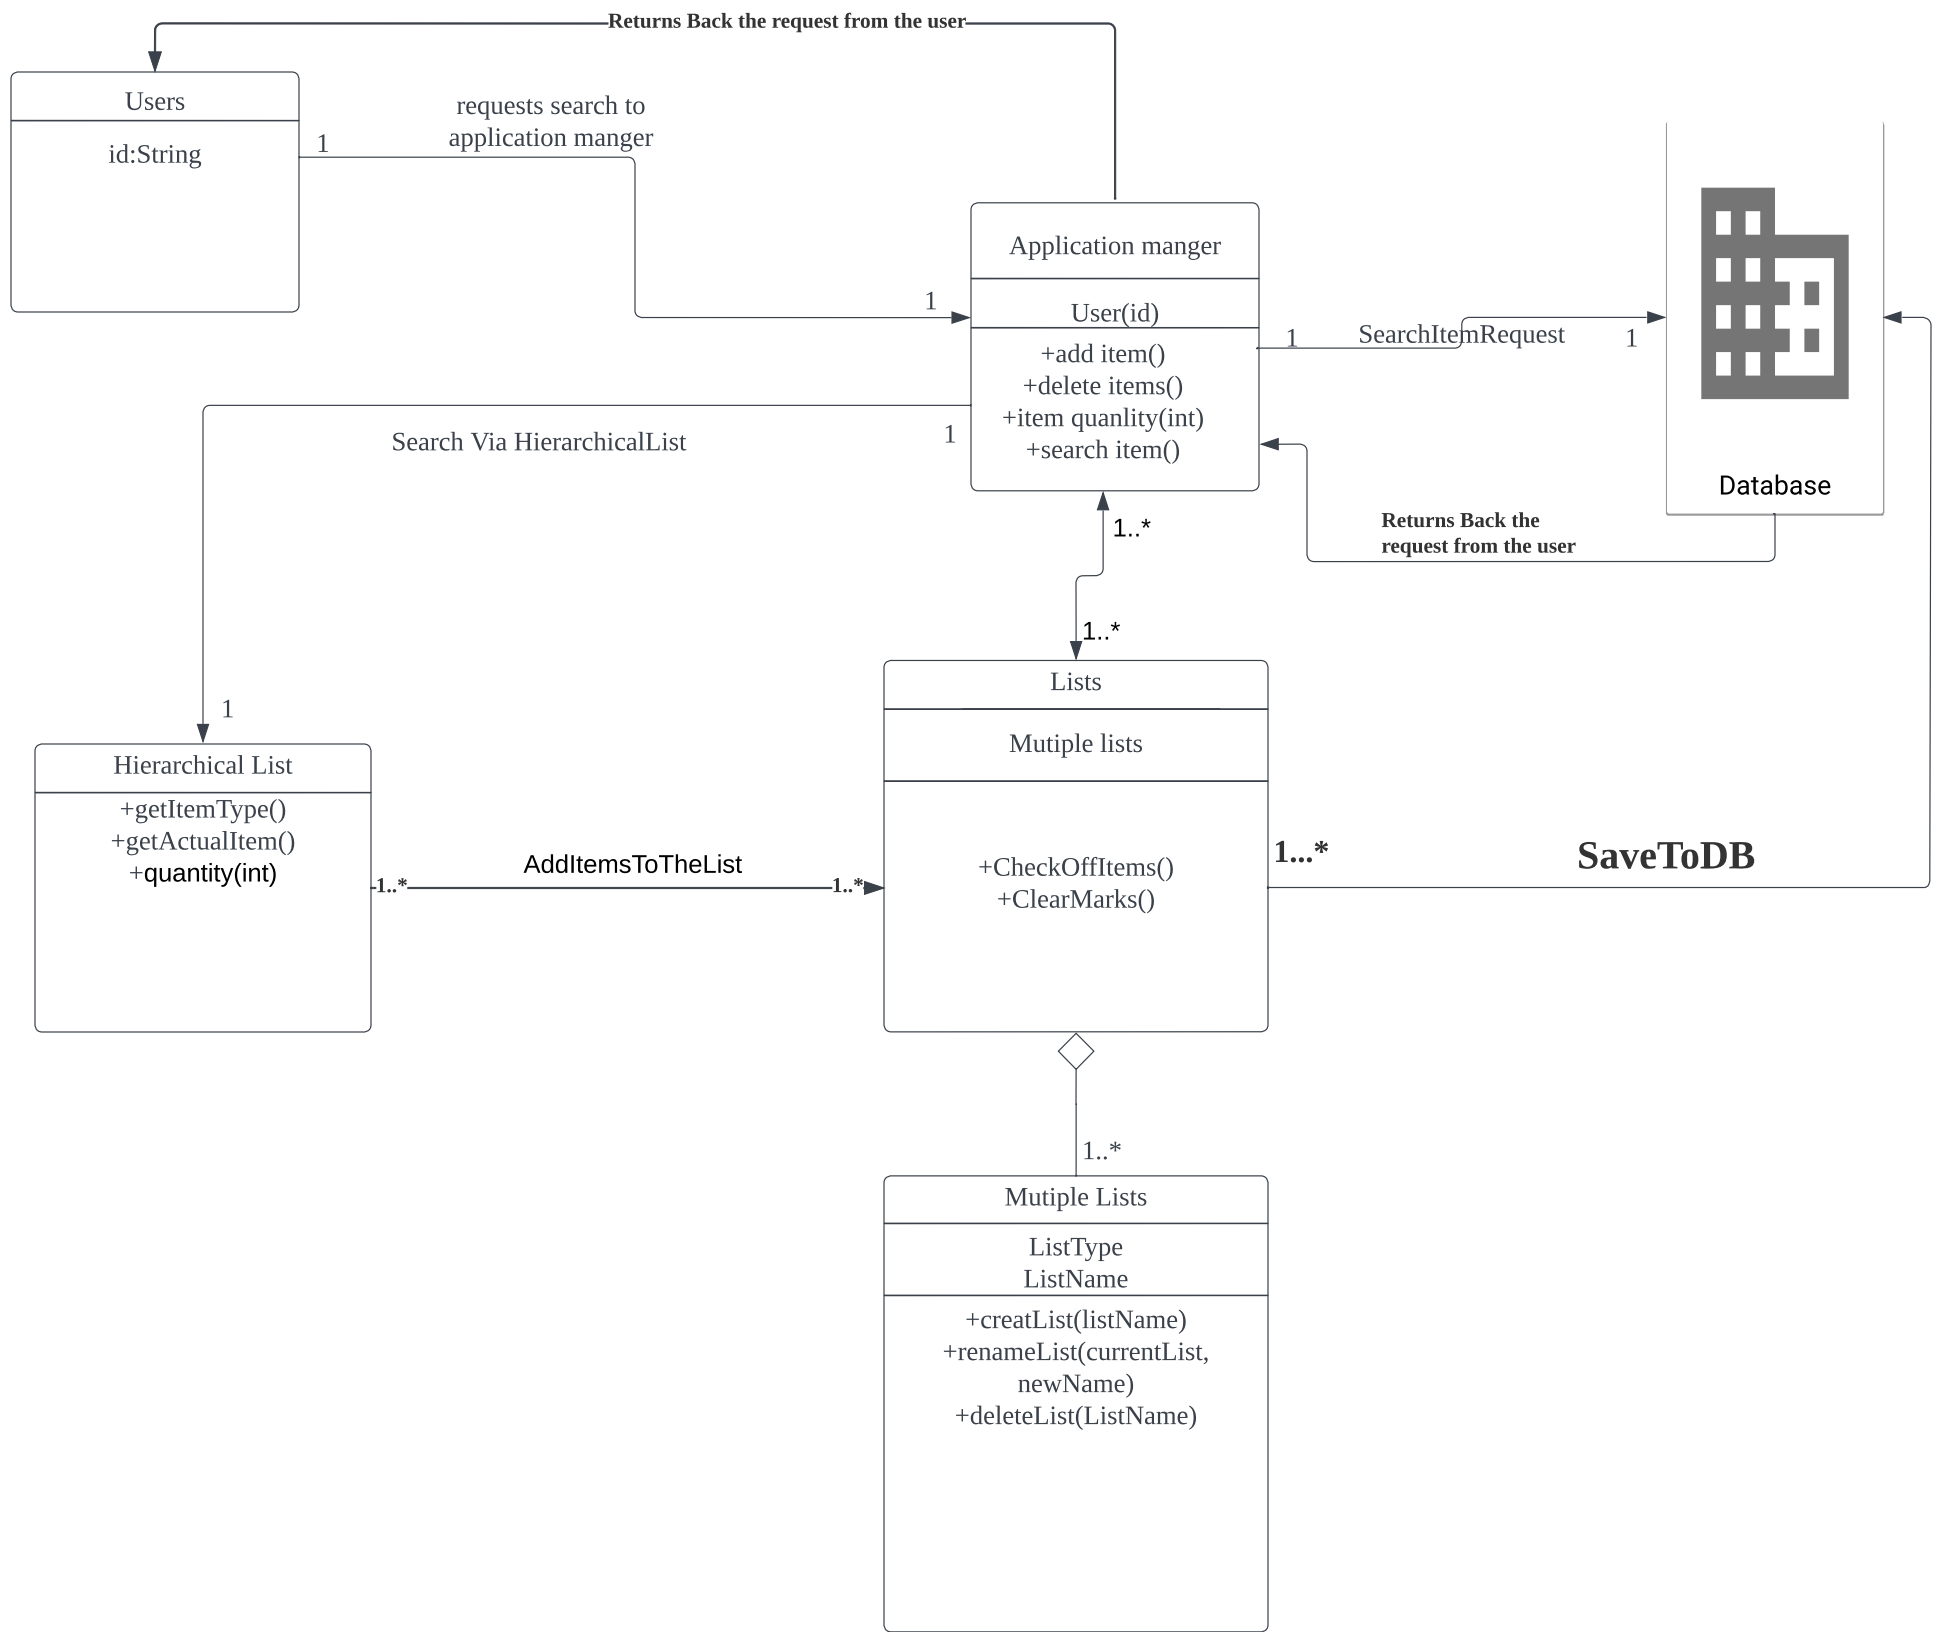 Returns Back the request from the user
Users
id:String
1
requests search to
application manger
1
Application manger
User(id)
+add item()
+delete items()
+item quanlity(int)
+search item()
1
SearchItemRequest
1
Database
Returns Back the
request from the user
Search Via HierarchicalList
1
1
1..*
1..*
Hierarchical List
+getItemType()
+getActualItem()
+quantity(int)
1..*
AddItemsToTheList
1..*
Lists
Mutiple lists
+CheckOffItems()
+ClearMarks()
1...*
SaveToDB
1..*
Mutiple Lists
ListType
ListName
+creatList(listName)
+renameList(currentList,
newName)
+deleteList(ListName)